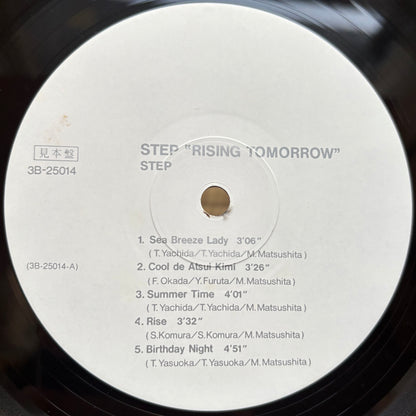 STEP "RISING TOMORROW"
STEP
見本盤
3B-25014
(3B-25014-A)
1. Sea Breeze Lady 3'06"
(T.Yachida/T.Yachida/M.Matsushita)
2. Cool de Atsui Kimi 3'26"
(F.Okada/Y.Furuta/M.Matsushita)
3. Summer Time 4'01"
(T.Yachida/T.Yachida/M.Matsushita)
4. Rise 3'32"
(S.Komura/S.Komura/M.Matsushita)
5. Birthday Night 4'51"
(T.Yasuoka/T.Yasuoka/M.Matsushita)